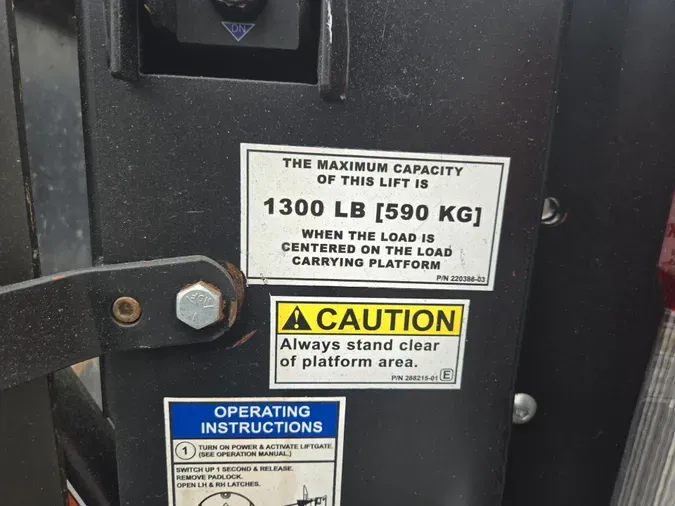 DN
THE MAXIMUM CAPACITY
OF THIS LIFT IS
1300 LB [590 KG]
WHEN THE LOAD IS
CENTERED ON THE LOAD
CARRYING PLATFORM
P/N 220386-03
CAUTION
Always stand clear
of platform area.
P/N 288215-01 E
OPERATING
INSTRUCTIONS
1 TURN ON POWER & ACTIVATE LIFTGATE.
(SEE OPERATION MANUAL.)
SWITCH UP 1 SECOND & RELEASE.
REMOVE PADLOCK.
OPEN LH & RH LATCHES.